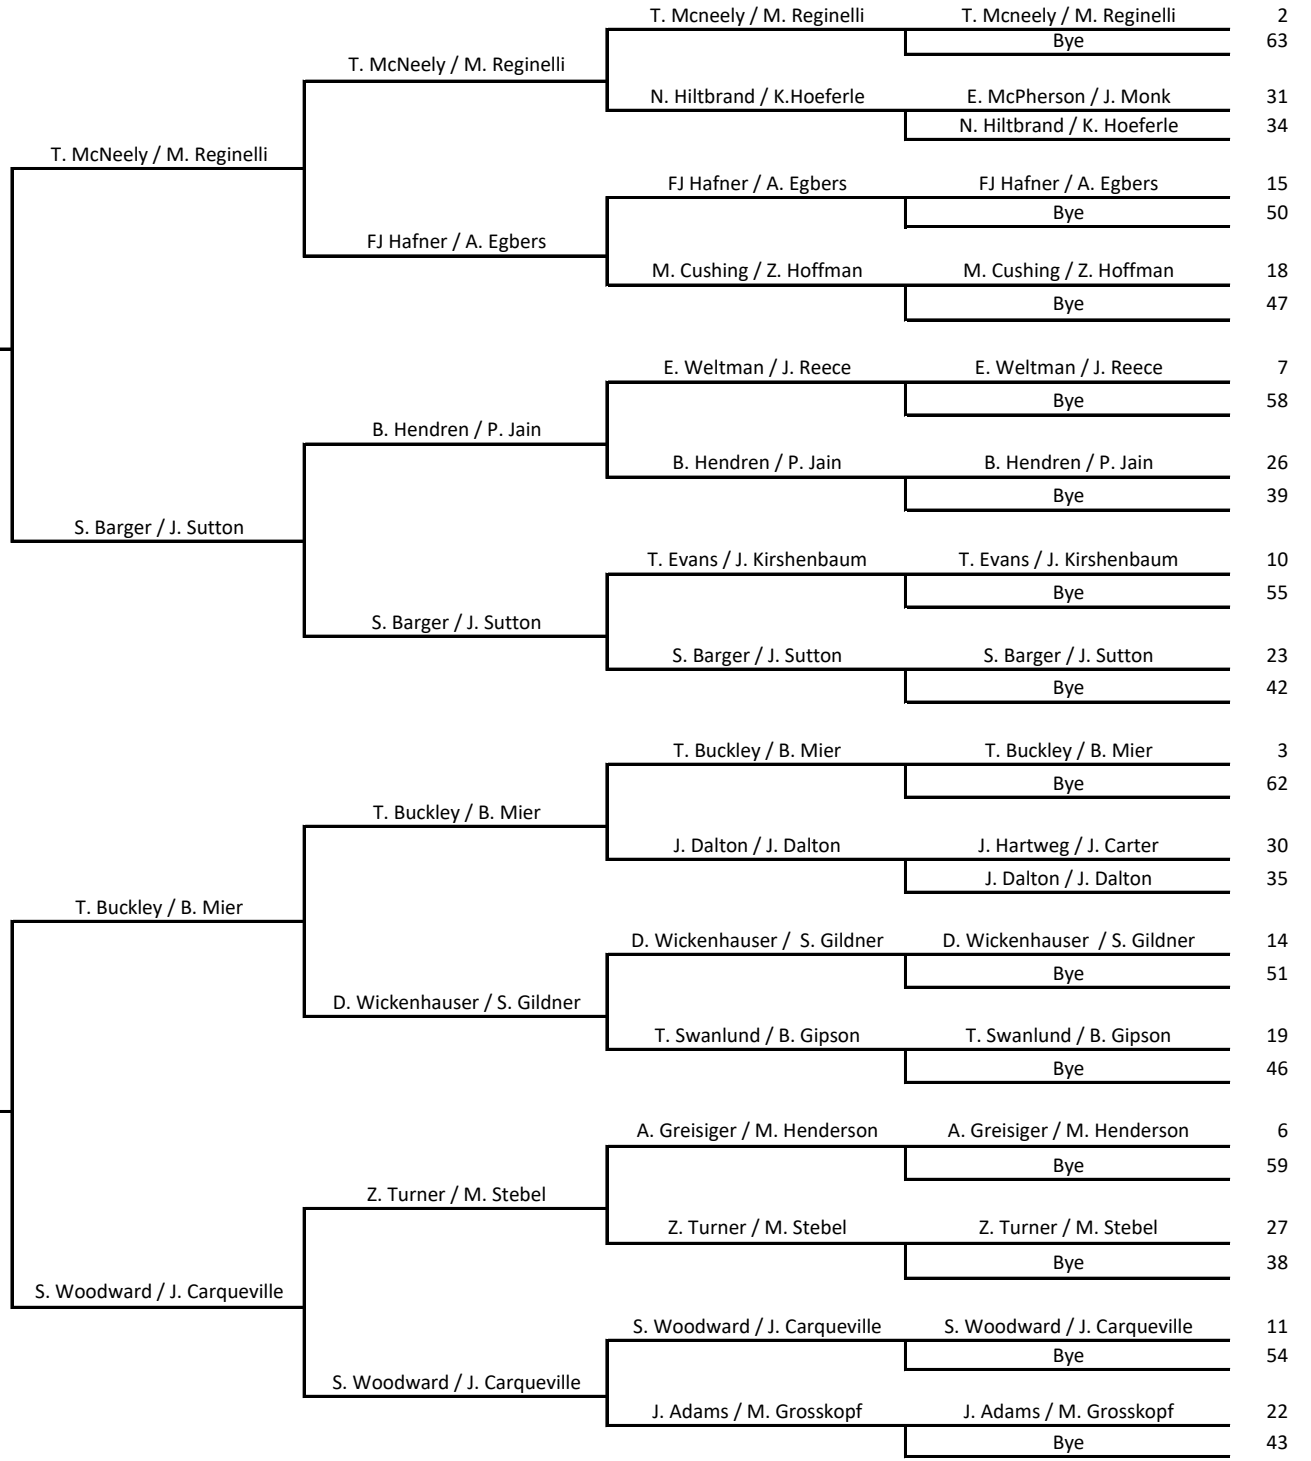 T. Mcneely / M. Reginelli T. Mcneely / M. Reginelli 2
Bye 63
T. McNeely / M. Reginelli
N. Hiltbrand / K.Hoeferle E. McPherson / J. Monk 31
N. Hiltbrand / K. Hoeferle 34
T. McNeely / M. Reginelli
FJ Hafner / A. Egbers FJ Hafner / A. Egbers 15
Bye 50
FJ Hafner / A. Egbers
M. Cushing / Z. Hoffman M. Cushing / Z. Hoffman 18
Bye 47
E. Weltman / J. Reece E. Weltman / J. Reece 7
Bye 58
B. Hendren / P. Jain
B. Hendren / P. Jain B. Hendren / P. Jain 26
Bye 39
S. Barger / J. Sutton
T. Evans / J. Kirshenbaum T. Evans / J. Kirshenbaum 10
Bye 55
S. Barger / J. Sutton
S. Barger / J. Sutton S. Barger / J. Sutton 23
Bye 42
T. Buckley / B. Mier T. Buckley / B. Mier 3
Bye 62
T. Buckley / B. Mier
J. Dalton / J. Dalton J. Hartweg / J. Carter 30
J. Dalton / J. Dalton 35
T. Buckley / B. Mier
D. Wickenhauser / S. Gildner D. Wickenhauser / S. Gildner 14
Bye 51
D. Wickenhauser / S. Gildner
T. Swanlund / B. Gipson T. Swanlund / B. Gipson 19
Bye 46
A. Greisiger / M. Henderson A. Greisiger / M. Henderson 6
Bye 59
Z. Turner / M. Stebel
Z. Turner / M. Stebel Z. Turner / M. Stebel 27
Bye 38
S. Woodward / J. Carqueville
S. Woodward / J. Carqueville S. Woodward / J. Carqueville 11
Bye 54
S. Woodward / J. Carqueville
J. Adams / M. Grosskopf J. Adams / M. Grosskopf 22
Bye 43